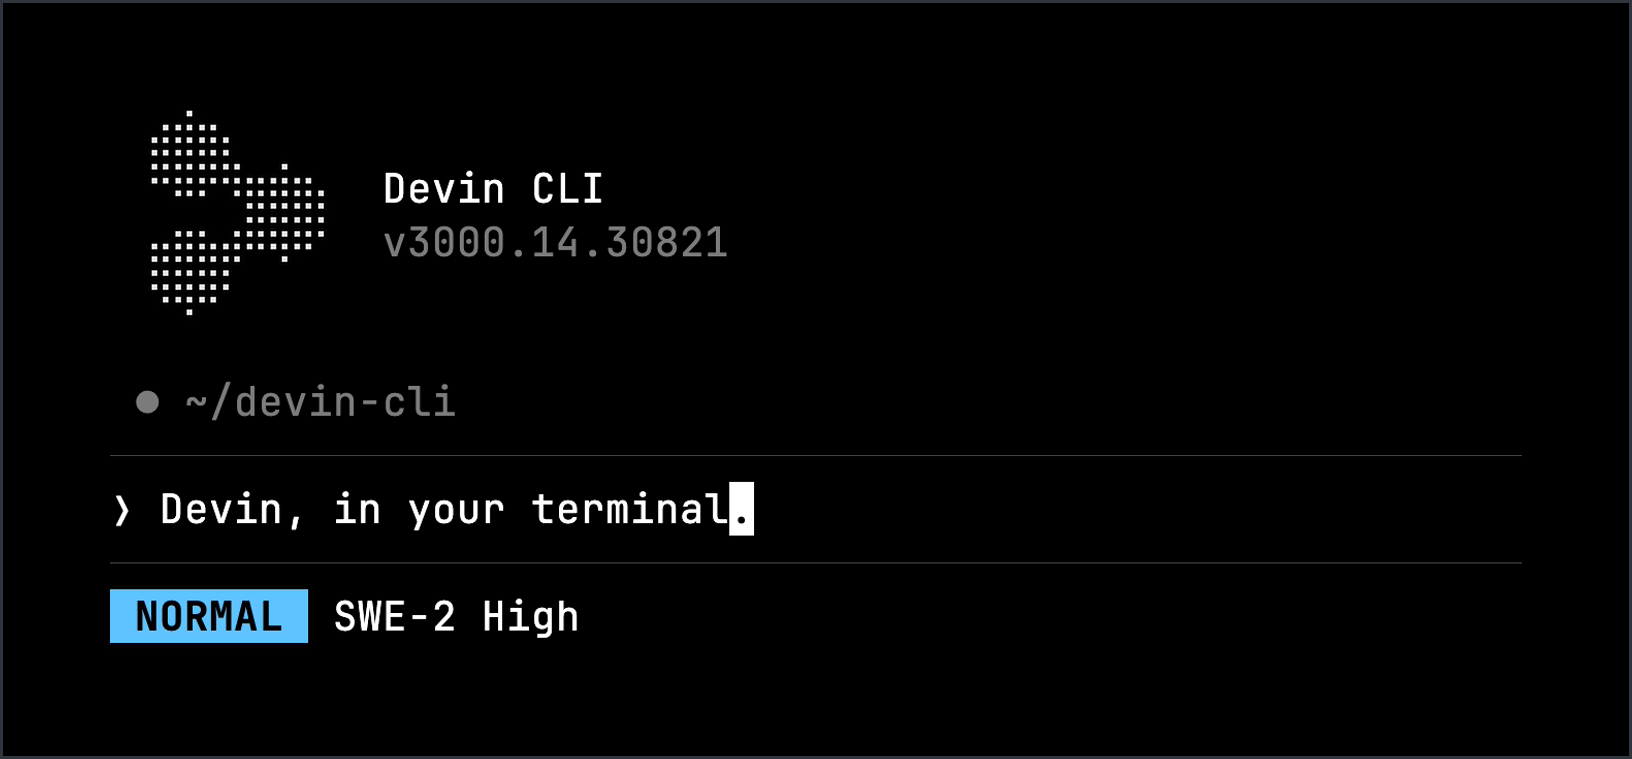 Devin CLI
v3000.14.30821
● ~/devin-cli
❯ Devin, in your terminal.
NORMAL SWE-2 High